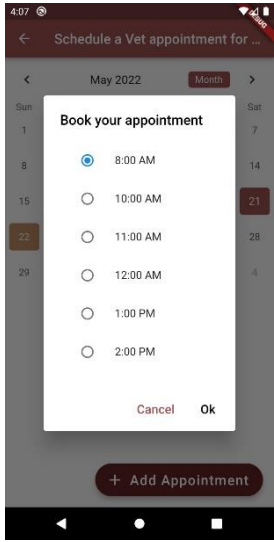 4:07
DEBUG
Schedule a Vet appointment for ...
May 2022 Month
Sun Sat
1 7
Book your appointment
8:00 AM
8 14
10:00 AM
15 21
11:00 AM
22 28
12:00 AM
29 4
1:00 PM
2:00 PM
Cancel Ok
+ Add Appointment